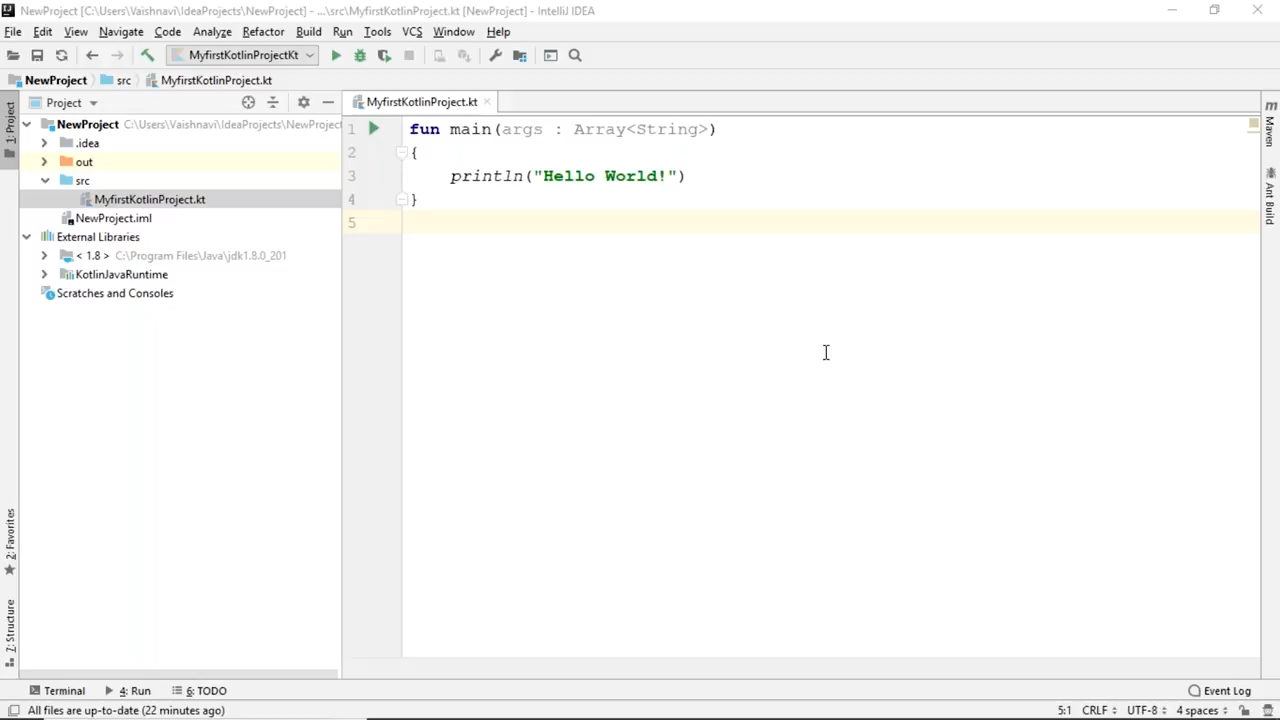 NewProject [C:\Users\Vaishnavi\IdeaProjects\NewProject] - ...\src\MyfirstKotlinProject.kt [NewProject] - IntelliJ IDEA
File Edit View Navigate Code Analyze Refactor Build Run Tools VCS Window Help
MyfirstKotlinProjectKt
NewProject src MyfirstKotlinProject.kt
Project
MyfirstKotlinProject.kt
NewProject C:\Users\Vaishnavi\IdeaProjects\NewProject
.idea
out
src
MyfirstKotlinProject.kt
NewProject.iml
External Libraries
< 1.8 > C:\Program Files\Java\jdk1.8.0_201
KotlinJavaRuntime
Scratches and Consoles
1 fun main(args : Array<String>)
2 {
3 println("Hello World!")
4 }
5
1: Project
2: Favorites
7: Structure
m
Maven
Ant Build
Terminal 4: Run 6: TODO Event Log
All files are up-to-date (22 minutes ago) 5:1 CRLF UTF-8 4 spaces